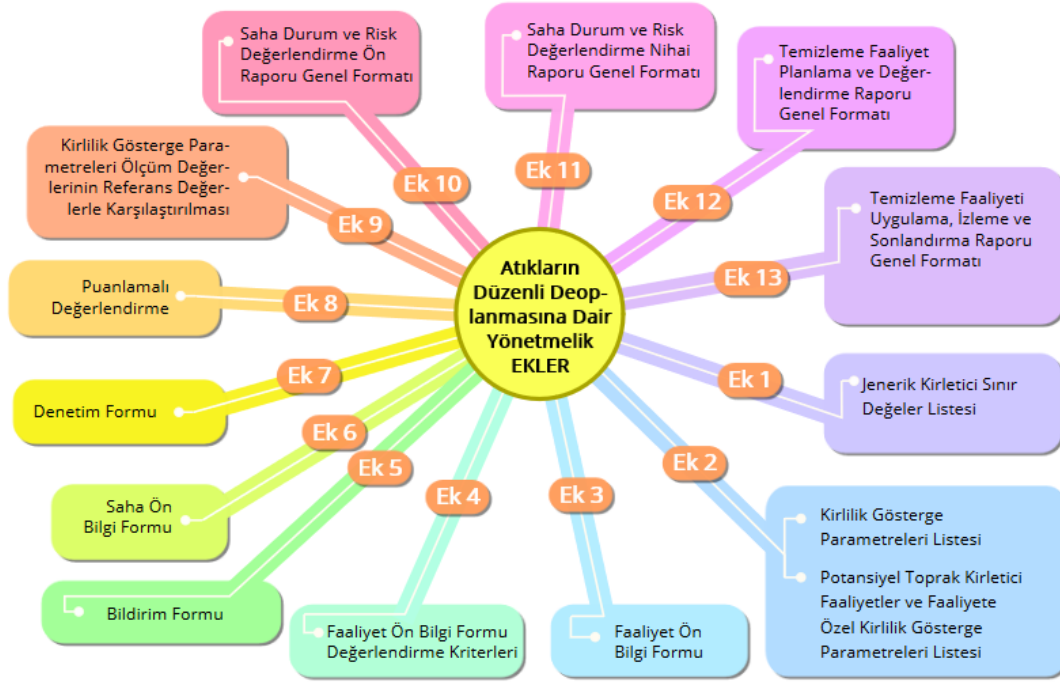 Atıkların
Düzenli Deop-
lanmasına Dair
Yönetmelik
EKLER
Ek 1
Jenerik Kirletici Sınır
Değeler Listesi
Ek 2
Kirlilik Gösterge
Parametreleri Listesi
Potansiyel Toprak Kirletici
Faaliyetler ve Faaliyete
Özel Kirlilik Gösterge
Parametreleri Listesi
Ek 3
Faaliyet Ön
Bilgi Formu
Ek 4
Faaliyet Ön Bilgi Formu
Değerlendirme Kriterleri
Ek 5
Bildirim Formu
Ek 6
Saha Ön
Bilgi Formu
Ek 7
Denetim Formu
Ek 8
Puanlamalı
Değerlendirme
Ek 9
Kirlilik Gösterge Para-
metreleri Ölçüm Değer-
lerinin Referans Değer-
lerle Karşılaştırılması
Ek 10
Saha Durum ve Risk
Değerlendirme Ön
Raporu Genel Formatı
Ek 11
Saha Durum ve Risk
Değerlendirme Nihai
Raporu Genel Formatı
Ek 12
Temizleme Faaliyet
Planlama ve Değer-
lendirme Raporu
Genel Formatı
Ek 13
Temizleme Faaliyeti
Uygulama, İzleme ve
Sonlandırma Raporu
Genel Formatı